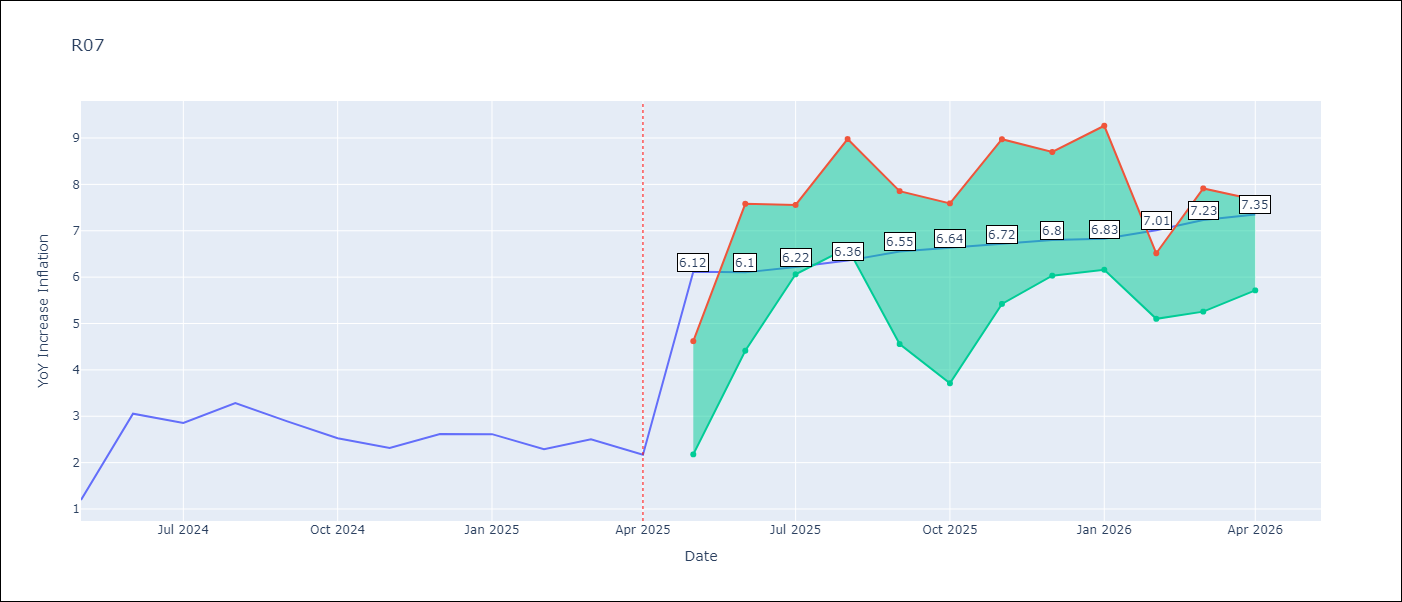 R07
YoY Increase Inflation
9
8
7
6
5
4
3
2
1
6.12
6.1
6.22
6.36
6.55
6.64
6.72
6.8
6.83
7.01
7.23
7.35
Jul 2024
Oct 2024
Jan 2025
Apr 2025
Jul 2025
Oct 2025
Jan 2026
Apr 2026
Date